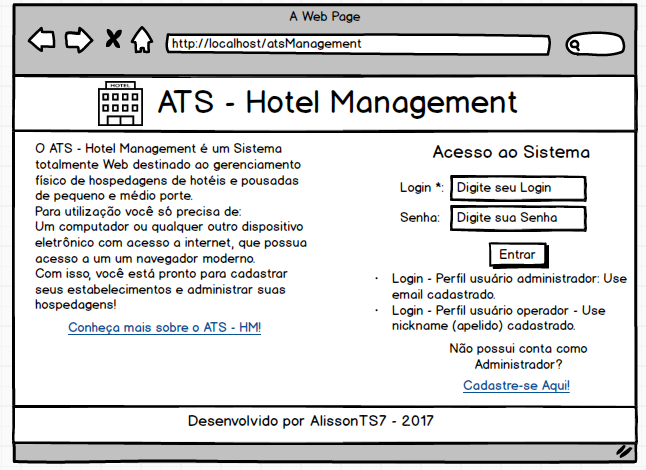 A Web Page
http://localhost/atsManagement
HOTEL
ATS - Hotel Management
O ATS - Hotel Management é um Sistema
totalmente Web destinado ao gerenciamento
físico de hospedagens de hotéis e pousadas
de pequeno e médio porte.
Para utilização você só precisa de:
Um computador ou qualquer outro dispositivo
eletrônico com acesso a internet, que possua
acesso a um um navegador moderno.
Com isso, você está pronto para cadastrar
seus estabelecimentos e administrar suas
hospedagens!
Conheça mais sobre o ATS - HM!
Acesso ao Sistema
Login *: Digite seu Login
Senha: Digite sua Senha
Entrar
· Login - Perfil usuário administrador: Use
email cadastrado.
· Login - Perfil usuário operador - Use
nickname (apelido) cadastrado.
Não possui conta como
Administrador?
Cadastre-se Aqui!
Desenvolvido por AlissonTS7 - 2017